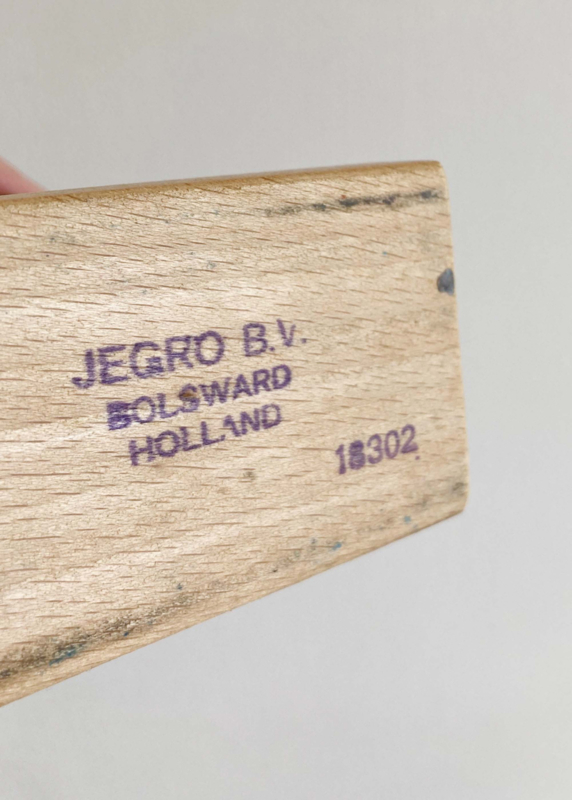 JEGRO B.V.
BOLSWARD
HOLLAND
18302